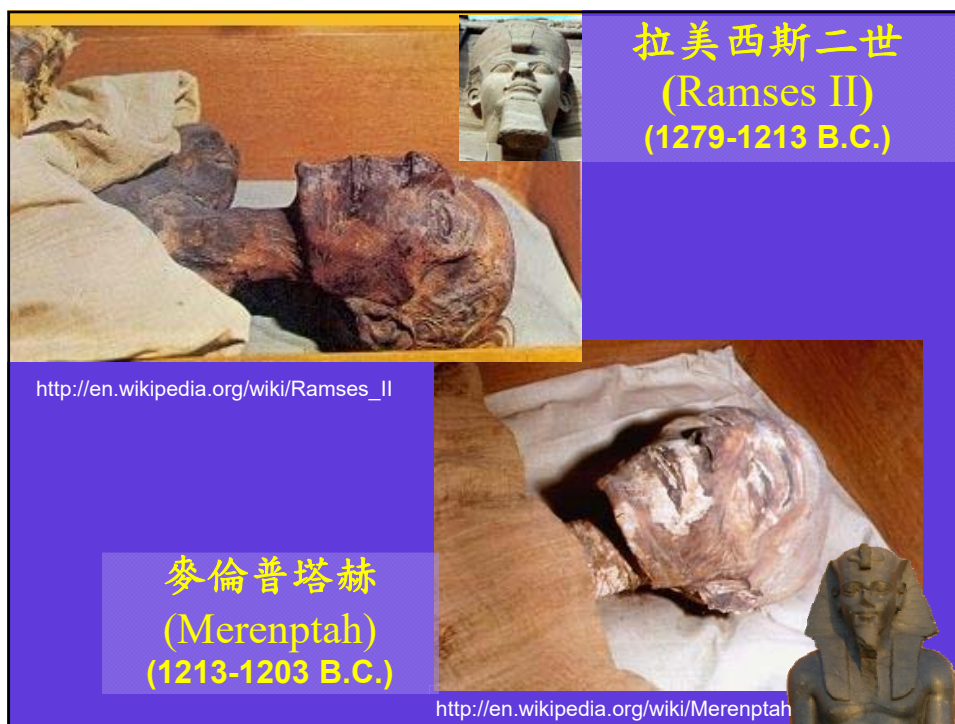 拉美西斯二世
(Ramses II)
(1279-1213 B.C.)
http://en.wikipedia.org/wiki/Ramses_II
麥倫普塔赫
(Merenptah)
(1213-1203 B.C.)
http://en.wikipedia.org/wiki/Merenptah